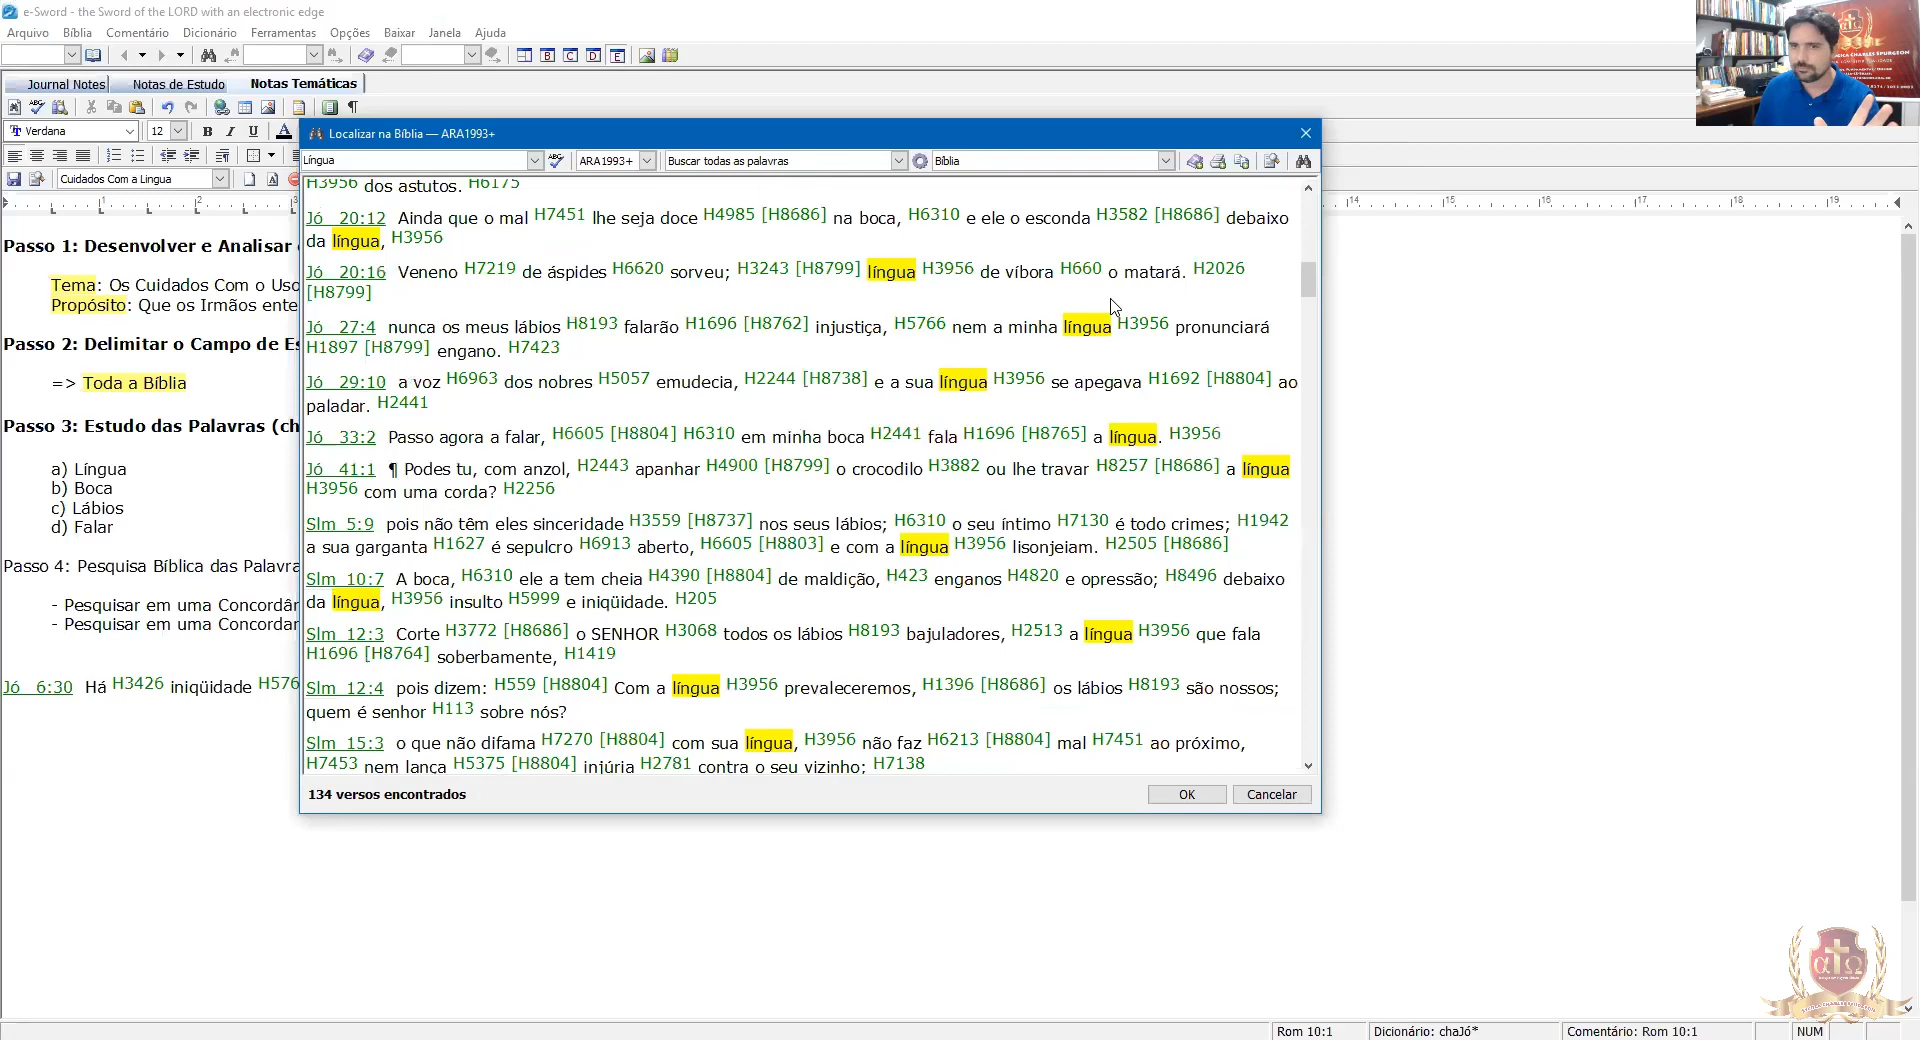 e-Sword - the Sword of the LORD with an electronic edge
Arquivo Bíblia Comentário Dicionário Ferramentas Opções Baixar Janela Ajuda
Journal Notes Notas de Estudo Notas Temáticas
Verdana 12 B I U A
Cuidados Com a Lingua
Localizar na Bíblia — ARA1993+
Língua ARA1993+ Buscar todas as palavras Bíblia
1 2 3 14 15 16 17 18 19
Passo 1: Desenvolver e Analisar
Tema: Os Cuidados Com o Uso
Propósito: Que os Irmãos ente
Passo 2: Delimitar o Campo de Es
=> Toda a Bíblia
Passo 3: Estudo das Palavras (ch
a) Língua
b) Boca
c) Lábios
d) Falar
Passo 4: Pesquisa Bíblica das Palavra
- Pesquisar em uma Concordân
- Pesquisar em uma Concordan
Jó 6:30 Há H3426 iniqüidade H576
H3956 dos astutos. H6175
Jó 20:12 Ainda que o mal H7451 lhe seja doce H4985 [H8686] na boca, H6310 e ele o esconda H3582 [H8686] debaixo
da língua, H3956
Jó 20:16 Veneno H7219 de áspides H6620 sorveu; H3243 [H8799] língua H3956 de víbora H660 o matará. H2026
[H8799]
Jó 27:4 nunca os meus lábios H8193 falarão H1696 [H8762] injustiça, H5766 nem a minha língua H3956 pronunciará
H1897 [H8799] engano. H7423
Jó 29:10 a voz H6963 dos nobres H5057 emudecia, H2244 [H8738] e a sua língua H3956 se apegava H1692 [H8804] ao
paladar. H2441
Jó 33:2 Passo agora a falar, H6605 [H8804] H6310 em minha boca H2441 fala H1696 [H8765] a língua. H3956
Jó 41:1 ¶ Podes tu, com anzol, H2443 apanhar H4900 [H8799] o crocodilo H3882 ou lhe travar H8257 [H8686] a língua
H3956 com uma corda? H2256
Slm 5:9 pois não têm eles sinceridade H3559 [H8737] nos seus lábios; H6310 o seu íntimo H7130 é todo crimes; H1942
a sua garganta H1627 é sepulcro H6913 aberto, H6605 [H8803] e com a língua H3956 lisonjeiam. H2505 [H8686]
Slm 10:7 A boca, H6310 ele a tem cheia H4390 [H8804] de maldição, H423 enganos H4820 e opressão; H8496 debaixo
da língua, H3956 insulto H5999 e iniqüidade. H205
Slm 12:3 Corte H3772 [H8686] o SENHOR H3068 todos os lábios H8193 bajuladores, H2513 a língua H3956 que fala
H1696 [H8764] soberbamente, H1419
Slm 12:4 pois dizem: H559 [H8804] Com a língua H3956 prevaleceremos, H1396 [H8686] os lábios H8193 são nossos;
quem é senhor H113 sobre nós?
Slm 15:3 o que não difama H7270 [H8804] com sua língua, H3956 não faz H6213 [H8804] mal H7451 ao próximo,
H7453 nem lança H5375 [H8804] injúria H2781 contra o seu vizinho; H7138
134 versos encontrados OK Cancelar
Rom 10:1 Dicionário: chaJó* Comentário: Rom 10:1 NUM